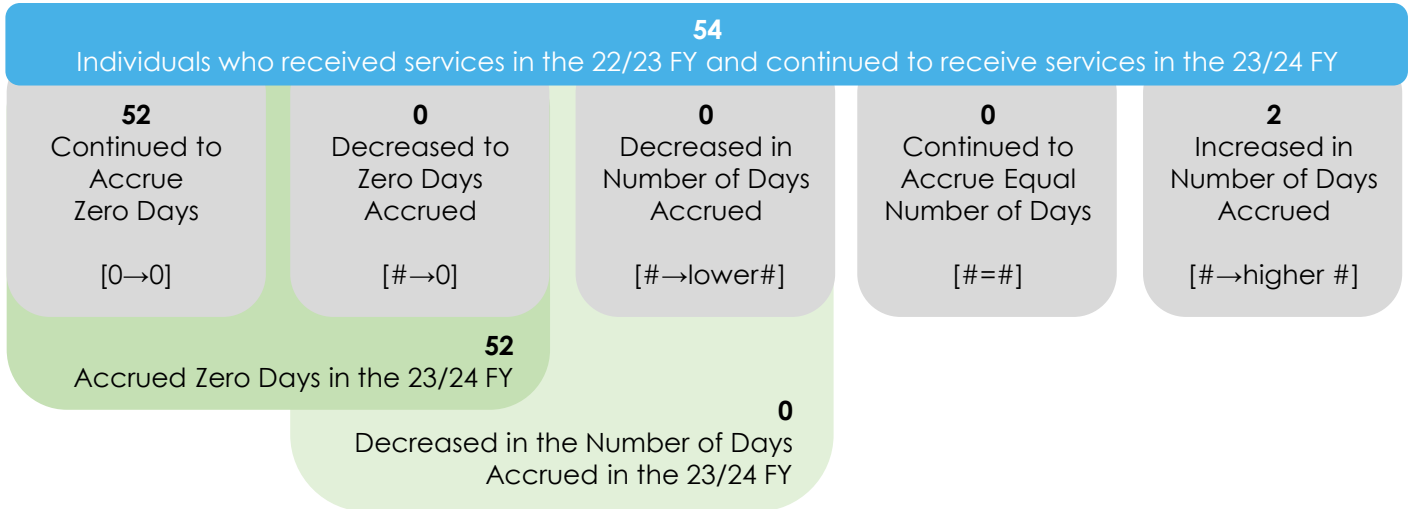 54
Individuals who received services in the 22/23 FY and continued to receive services in the 23/24 FY
52
Continued to
Accrue
Zero Days
[0→0]
0
Decreased to
Zero Days
Accrued
[#→0]
0
Decreased in
Number of Days
Accrued
[#→lower#]
0
Continued to
Accrue Equal
Number of Days
[#=#]
2
Increased in
Number of Days
Accrued
[#→higher #]
52
Accrued Zero Days in the 23/24 FY
0
Decreased in the Number of Days
Accrued in the 23/24 FY